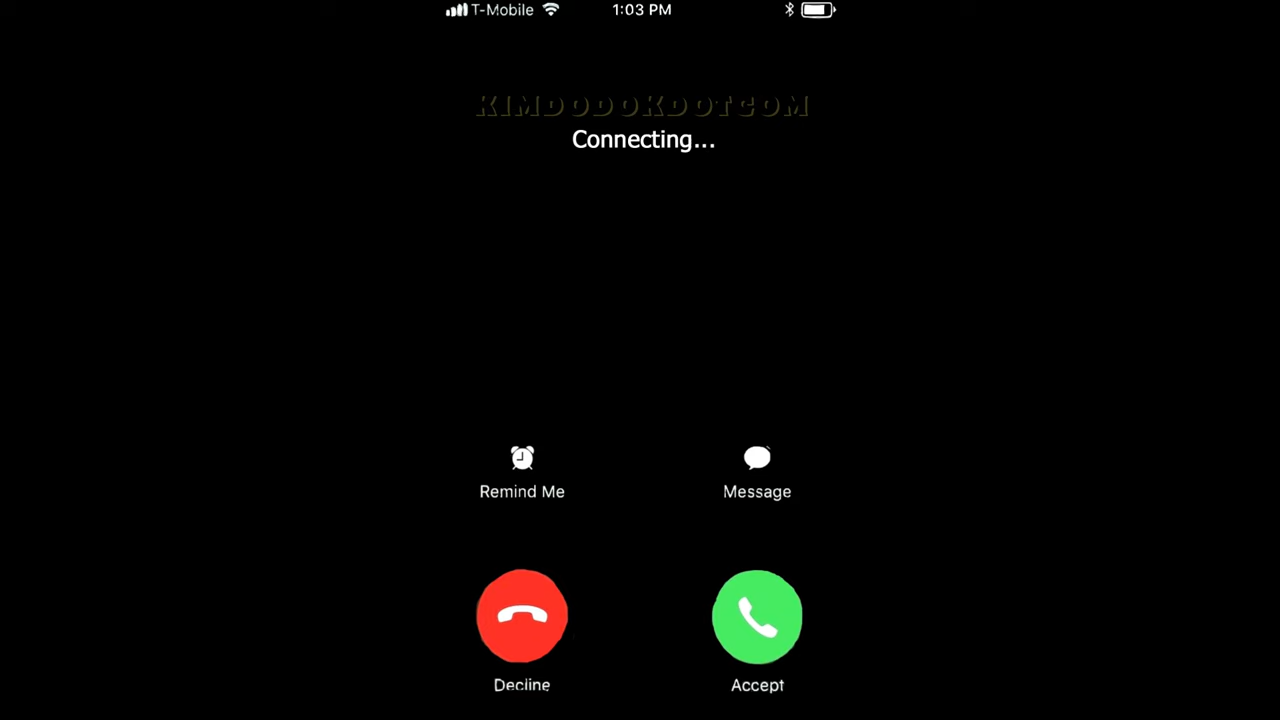 T-Mobile 1:03 PM
KIMDODOKDOTCOM
Connecting...
Remind Me Message
Decline Accept